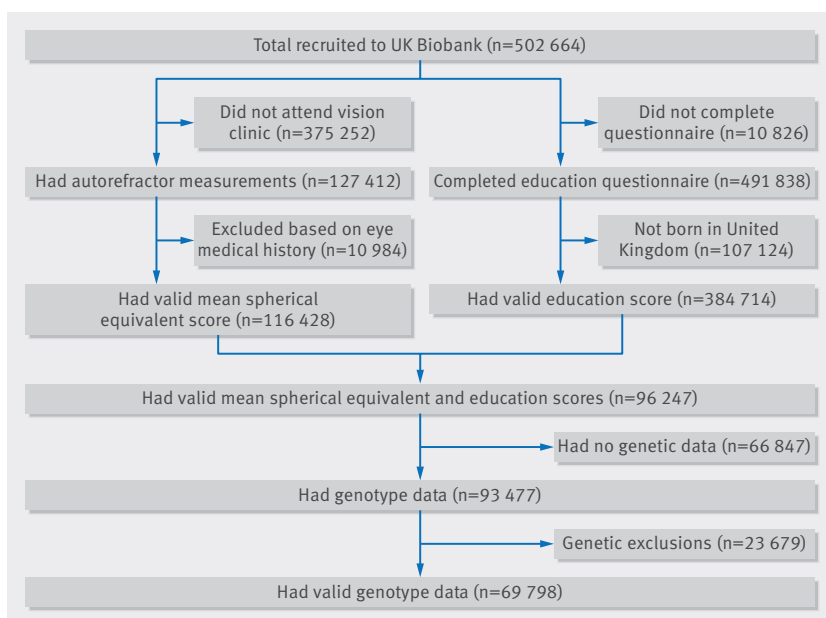 Total recruited to UK Biobank (n=502 664)
Did not attend vision
clinic (n=375 252)
Did not complete
questionnaire (n=10 826)
Had autorefractor measurements (n=127 412)
Completed education questionnaire (n=491 838)
Excluded based on eye
medical history (n=10 984)
Not born in United
Kingdom (n=107 124)
Had valid mean spherical
equivalent score (n=116 428)
Had valid education score (n=384 714)
Had valid mean spherical equivalent and education scores (n=96 247)
Had no genetic data (n=66 847)
Had genotype data (n=93 477)
Genetic exclusions (n=23 679)
Had valid genotype data (n=69 798)